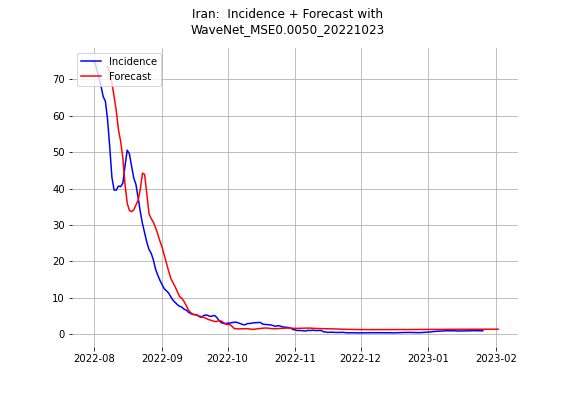 Iran:  Incidence + Forecast with
WaveNet_MSE0.0050_20221023
Incidence
Forecast
70
60
50
40
30
20
10
0
2022-08 2022-09 2022-10 2022-11 2022-12 2023-01 2023-02